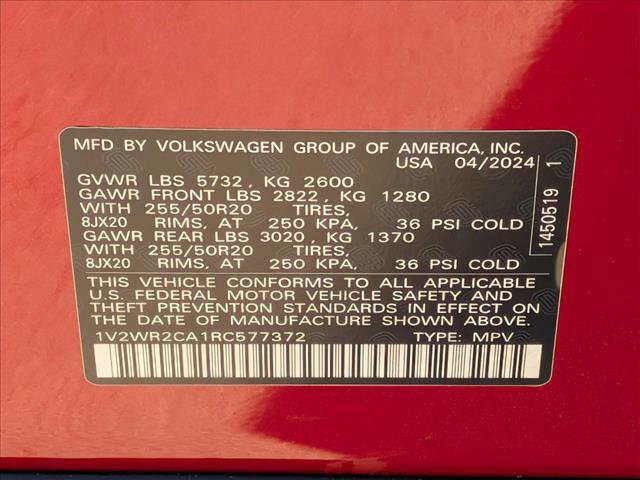 MFD BY VOLKSWAGEN GROUP OF AMERICA, INC.
USA 04/2024
GVWR LBS 5732 , KG 2600
GAWR FRONT LBS 2822 , KG 1280
WITH 255/50R20 TIRES,
8JX20 RIMS, AT 250 KPA, 36 PSI COLD
GAWR REAR LBS 3020 , KG 1370
WITH 255/50R20 TIRES,
8JX20 RIMS, AT 250 KPA, 36 PSI COLD
THIS VEHICLE CONFORMS TO ALL APPLICABLE
U.S. FEDERAL MOTOR VEHICLE SAFETY AND
THEFT PREVENTION STANDARDS IN EFFECT ON
THE DATE OF MANUFACTURE SHOWN ABOVE.
1V2WR2CA1RC577372 TYPE: MPV
1450519 1